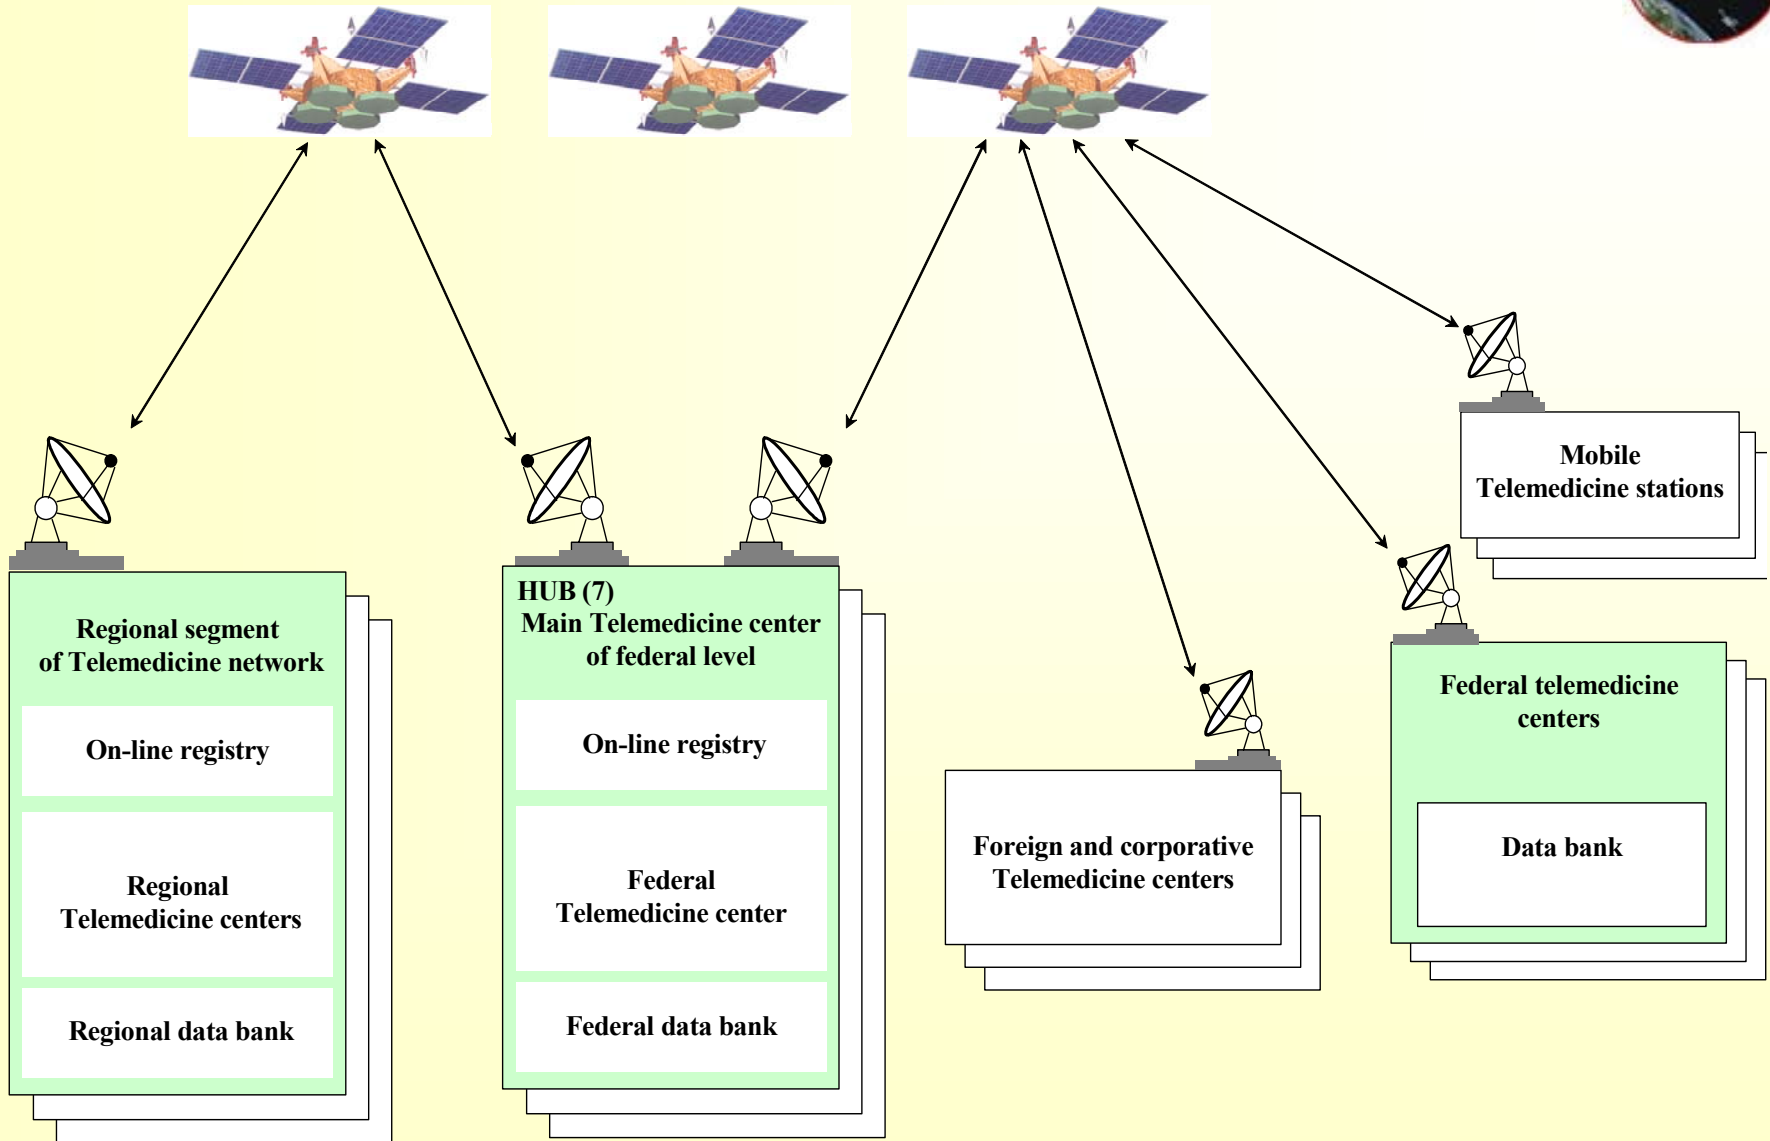 Regional segment
of Telemedicine network
On-line registry
Regional
Telemedicine centers
Regional data bank
HUB (7)
Main Telemedicine center
of federal level
On-line registry
Federal
Telemedicine center
Federal data bank
Foreign and corporative
Telemedicine centers
Mobile
Telemedicine stations
Federal telemedicine
centers
Data bank